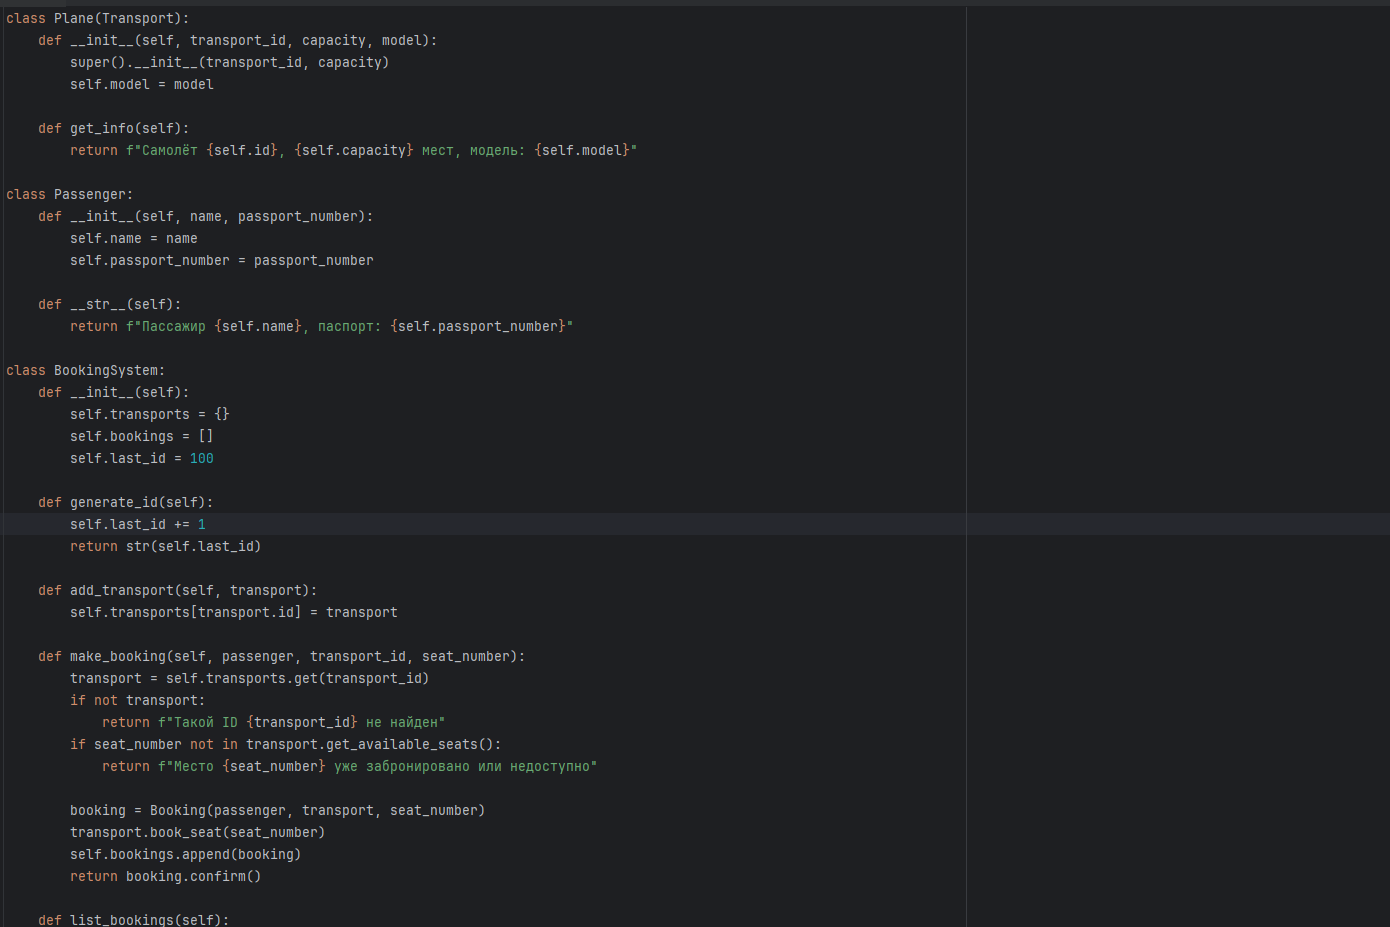 class Plane(Transport):
    def __init__(self, transport_id, capacity, model):
        super().__init__(transport_id, capacity)
        self.model = model

    def get_info(self):
        return f"Самолёт {self.id}, {self.capacity} мест, модель: {self.model}"

class Passenger:
    def __init__(self, name, passport_number):
        self.name = name
        self.passport_number = passport_number

    def __str__(self):
        return f"Пассажир {self.name}, паспорт: {self.passport_number}"

class BookingSystem:
    def __init__(self):
        self.transports = {}
        self.bookings = []
        self.last_id = 100

    def generate_id(self):
        self.last_id += 1
        return str(self.last_id)

    def add_transport(self, transport):
        self.transports[transport.id] = transport

    def make_booking(self, passenger, transport_id, seat_number):
        transport = self.transports.get(transport_id)
        if not transport:
            return f"Такой ID {transport_id} не найден"
        if seat_number not in transport.get_available_seats():
            return f"Место {seat_number} уже забронировано или недоступно"

        booking = Booking(passenger, transport, seat_number)
        transport.book_seat(seat_number)
        self.bookings.append(booking)
        return booking.confirm()

    def list_bookings(self):